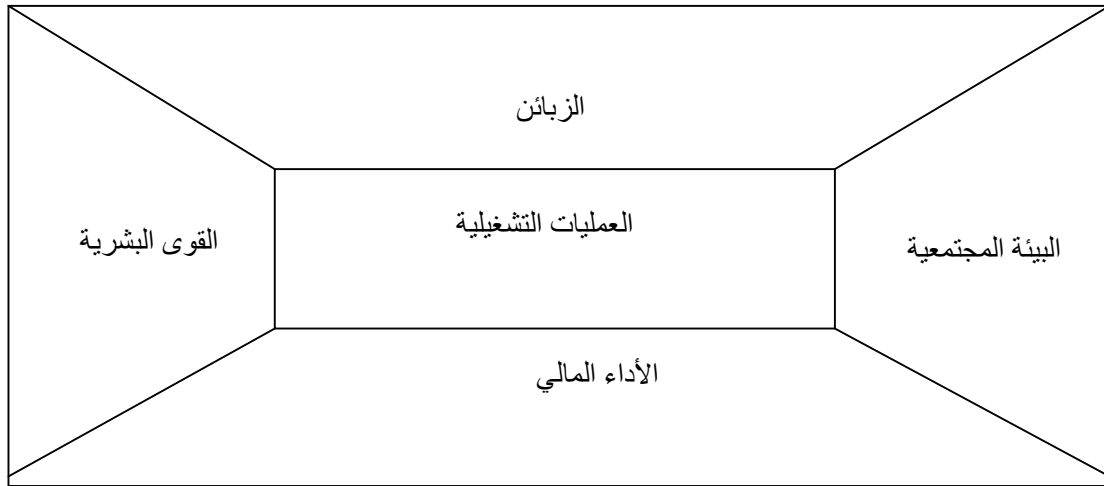 الزبائن
العمليات التشغيلية
البيئة المجتمعية
القوى البشرية
الأداء المالي